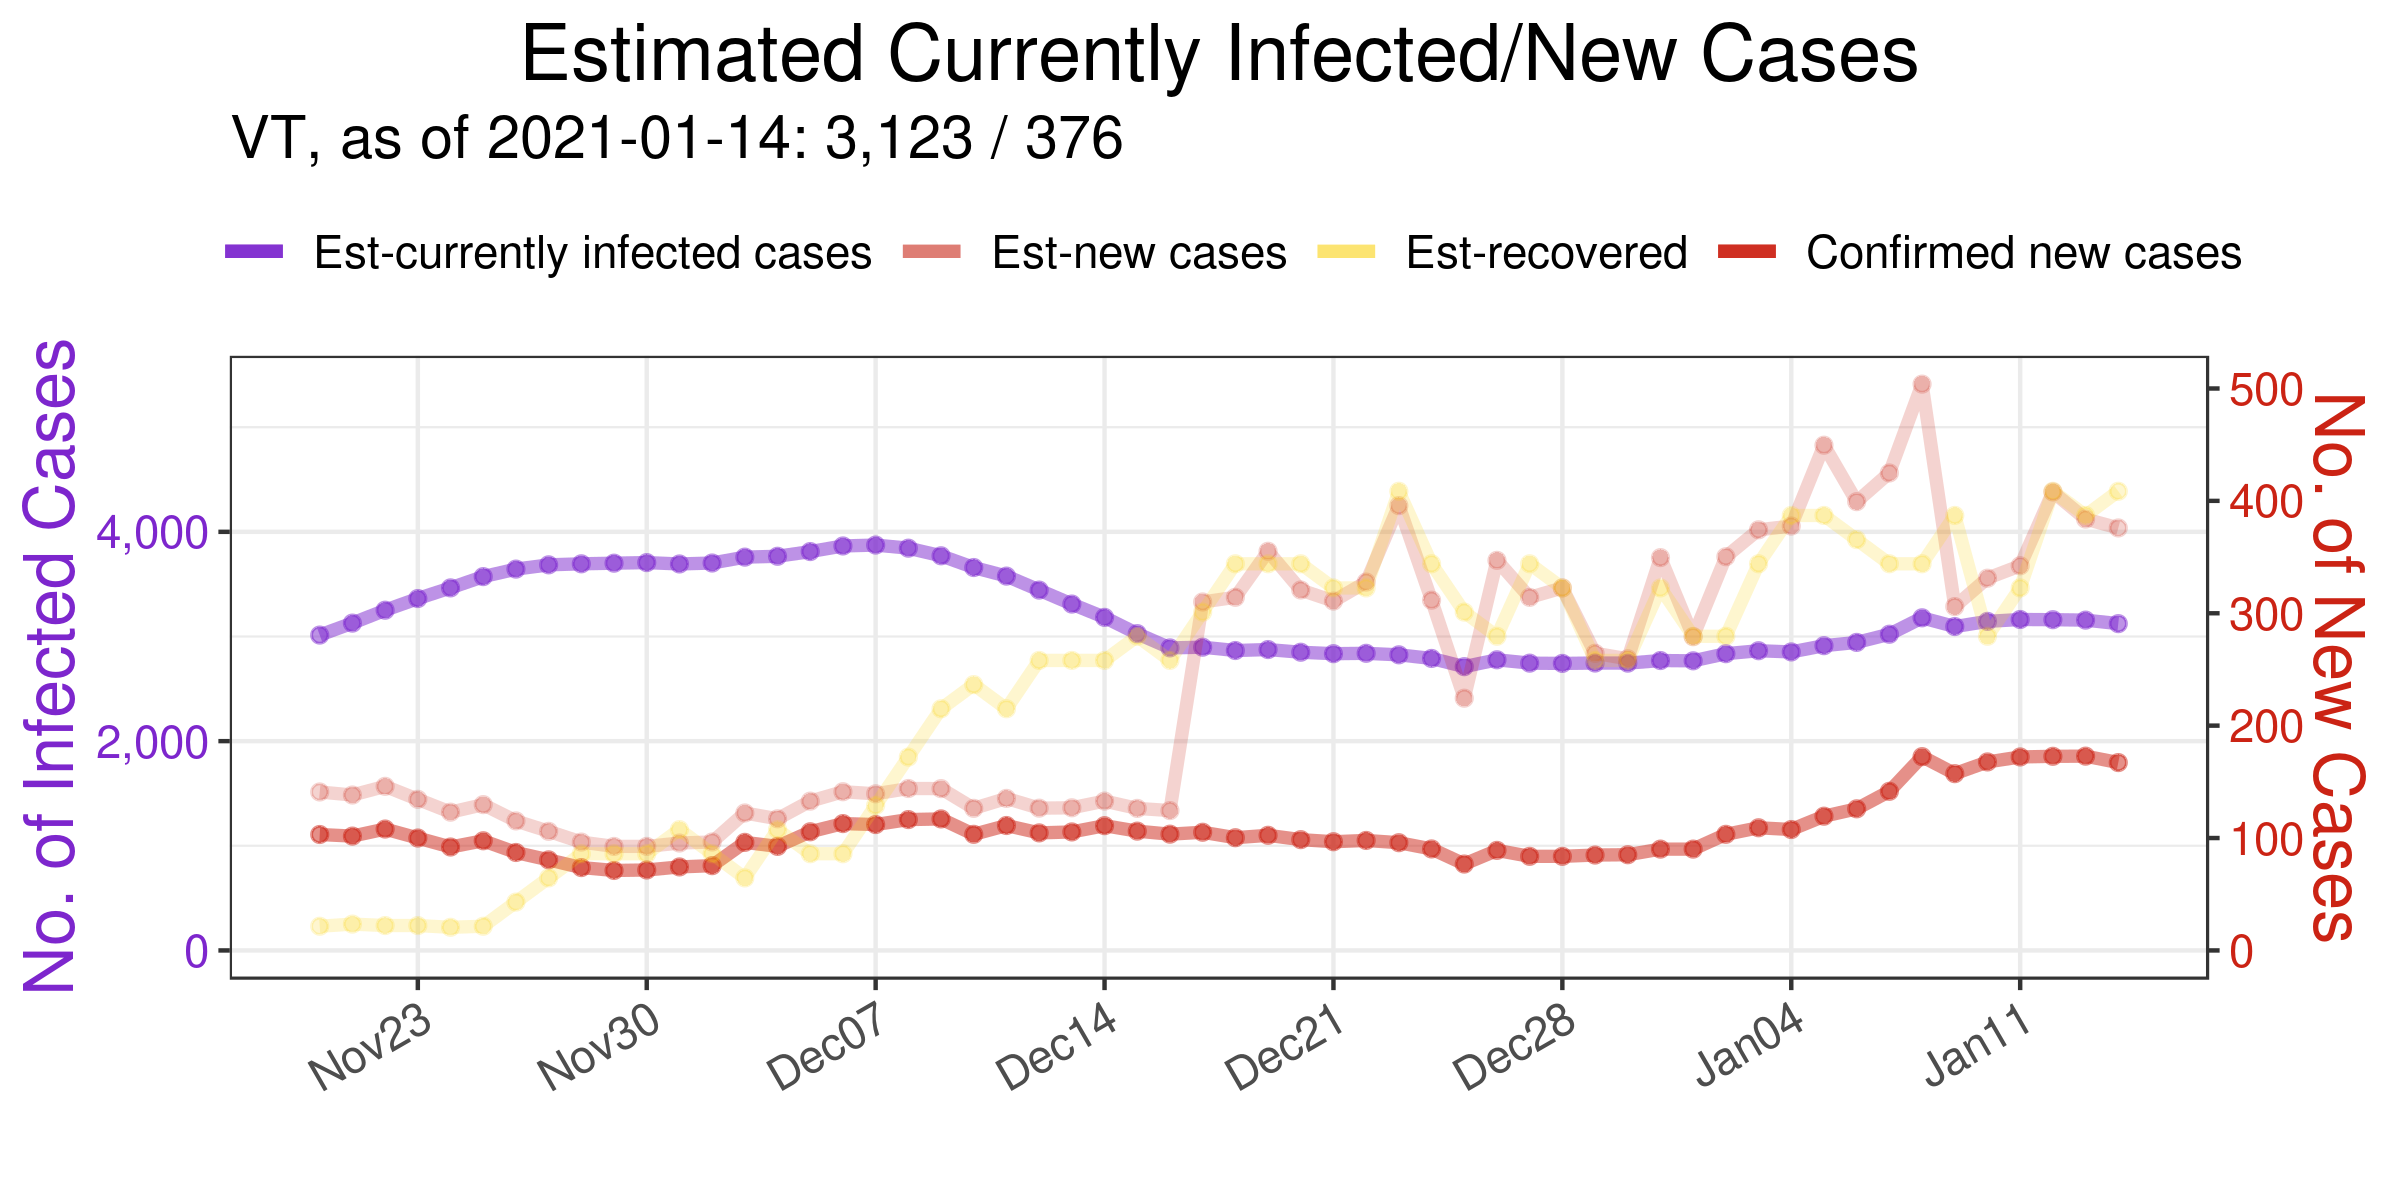 Estimated Currently Infected/New Cases
VT, as of 2021-01-14: 3,123 / 376
Est-currently infected cases Est-new cases Est-recovered Confirmed new cases
No. of Infected Cases
4,000
2,000
0
500
400
300
200
100
0
No. of New Cases
Nov23 Nov30 Dec07 Dec14 Dec21 Dec28 Jan04 Jan11